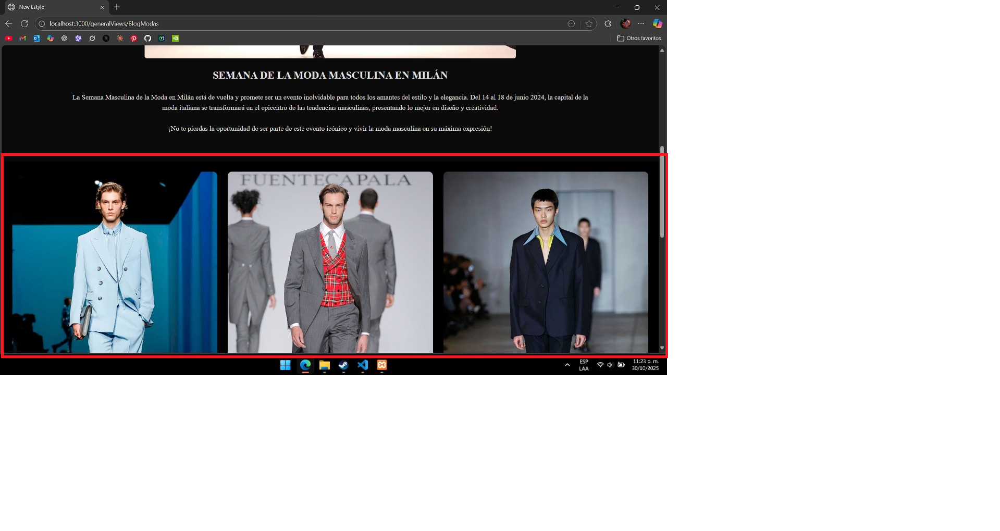 New Estyle
localhost:3000/generalViews/BlogModas
Otros favoritos
SEMANA DE LA MODA MASCULINA EN MILÁN
La Semana Masculina de la Moda en Milán está de vuelta y promete ser un evento inolvidable para todos los amantes del estilo y la elegancia. Del 14 al 18 de junio 2024, la capital de la
moda italiana se transformará en el epicentro de las tendencias masculinas, presentando lo mejor en diseño y creatividad.
¡No te pierdas la oportunidad de ser parte de este evento icónico y vivir la moda masculina en su máxima expresión!
FUENTECAPALA
ESP
LAA
11:23 p. m.
30/10/2025